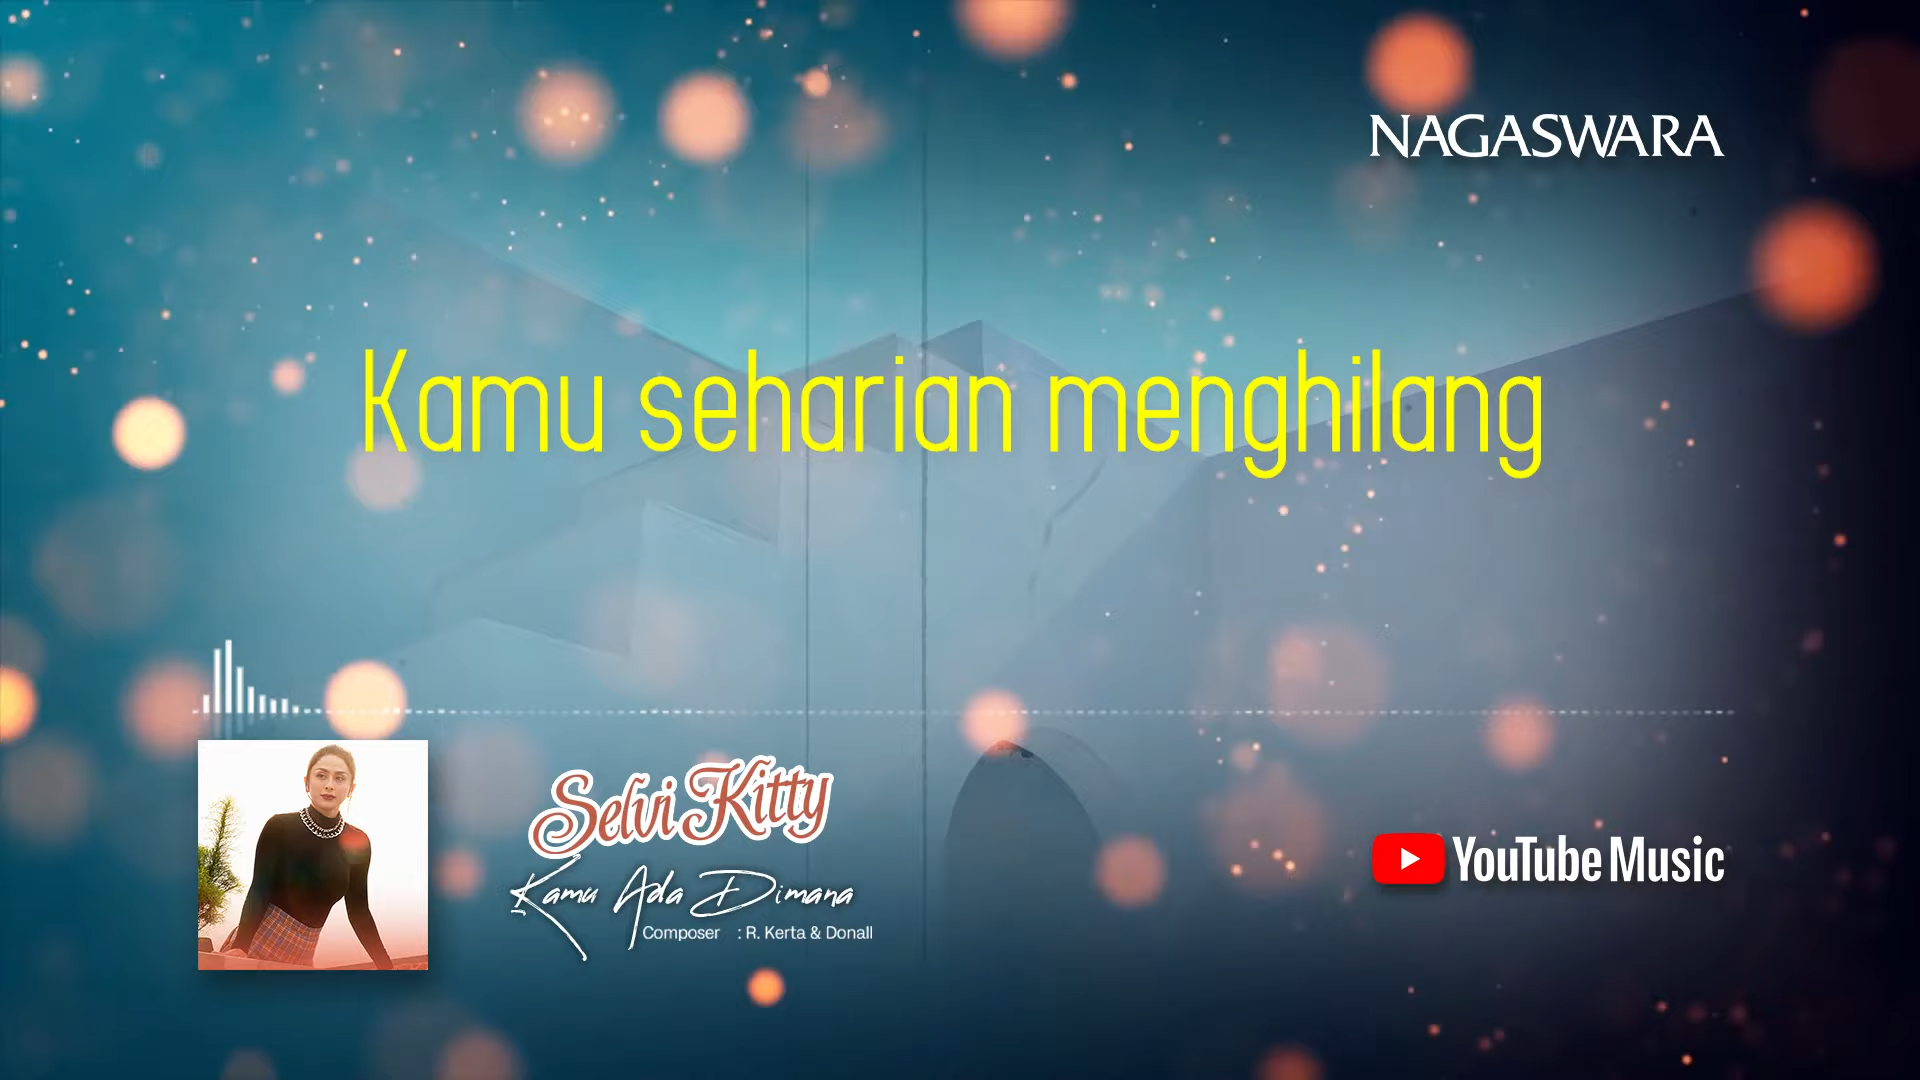 NAGASWARA
Kamu seharian menghilang
Selvi Kitty
Kamu Ada Dimana
Composer : R. Kerta & Donall
YouTube Music